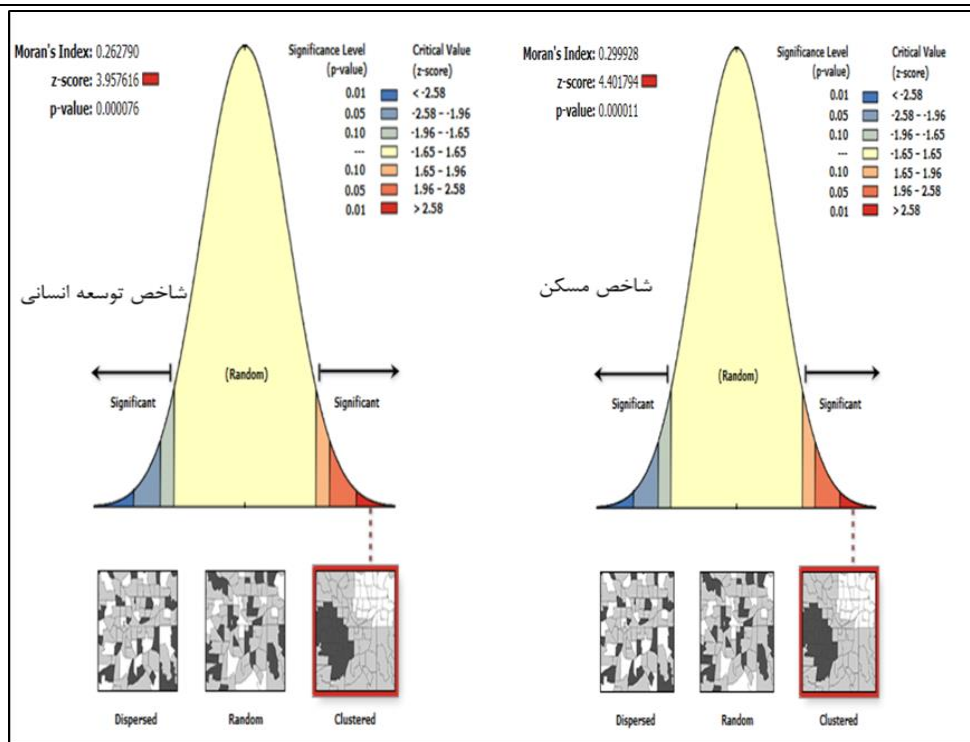 Moran's Index: 0.262790
z-score: 3.957616
p-value: 0.000076
Significance Level
(p-value)
Critical Value
(z-score)
0.01 < -2.58
0.05 -2.58 - -1.96
0.10 -1.96 - -1.65
--- -1.65 - 1.65
0.10 1.65 - 1.96
0.05 1.96 - 2.58
0.01 > 2.58
شاخص توسعه انسانی
(Random)
Significant
Significant
Dispersed
Random
Clustered
Moran's Index: 0.299928
z-score: 4.401794
p-value: 0.000011
Significance Level
(p-value)
Critical Value
(z-score)
0.01 < -2.58
0.05 -2.58 - -1.96
0.10 -1.96 - -1.65
--- -1.65 - 1.65
0.10 1.65 - 1.96
0.05 1.96 - 2.58
0.01 > 2.58
شاخص مسکن
(Random)
Significant
Significant
Dispersed
Random
Clustered